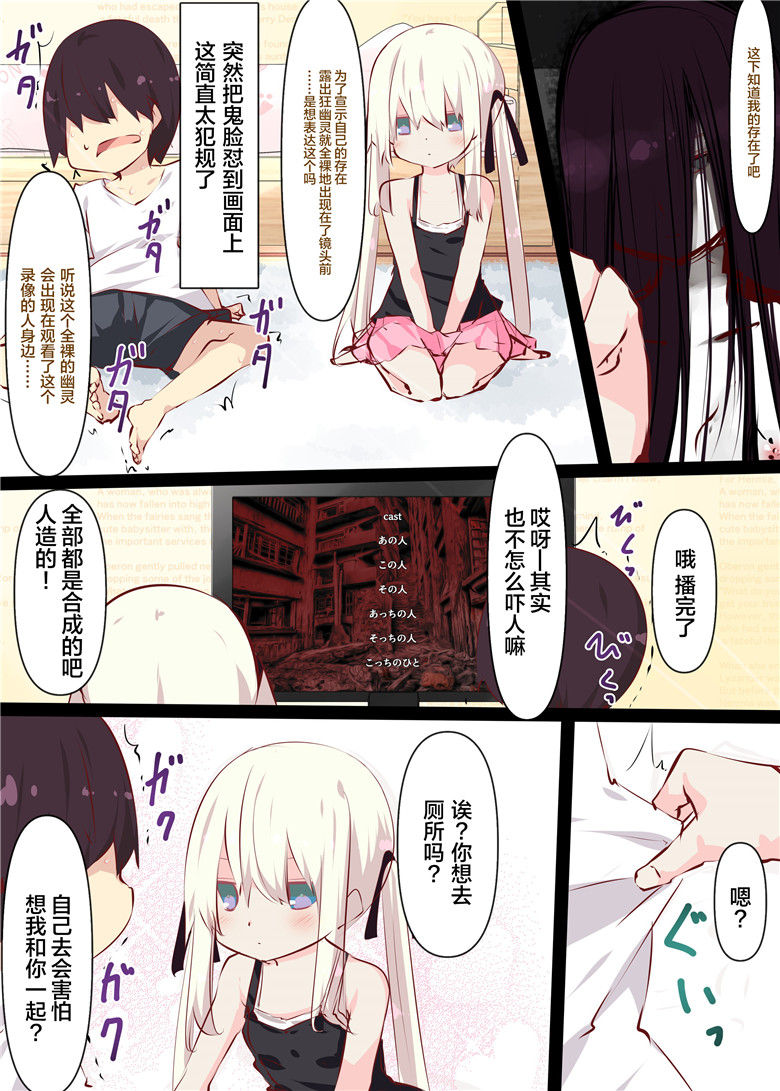 这下知道我的存在了吧
为了宣示自己的存在
露出狂幽灵就全裸地出现在了镜头前
……是想表达这个吗
突然把鬼脸怼到画面上
这简直太犯规了
听说这个全裸的幽灵
会出现在观看了这个
录像的人身边……
ガタ
ガタ
ガタ
ガタ
哦 播完了
びくっ
びくっ
哎呀—其实
也不怎么吓人嘛
cast
あの人
この人
その人
あっちの人
そっちの人
こっちのひと
全部都是合成的吧
人造的！
嗯？
ぐいっ
诶？你想去
厕所吗？
ガク
ガク
自己去会害怕
想我和你一起？